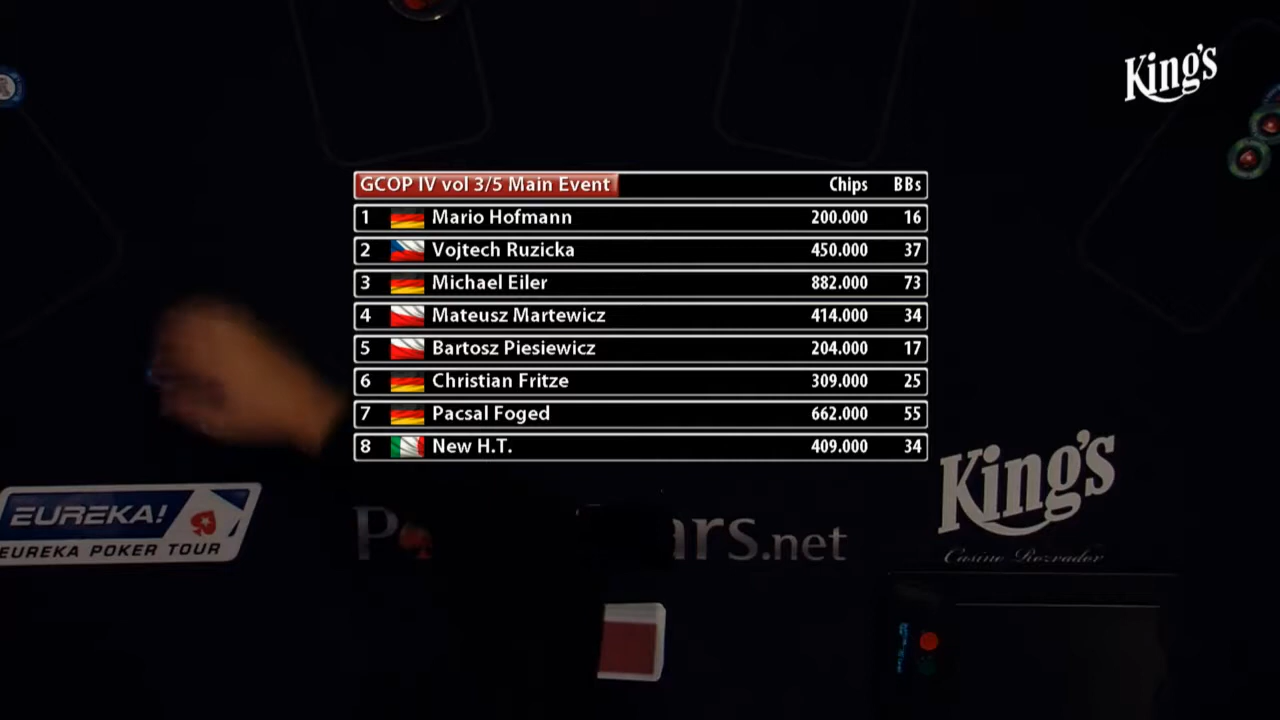 King's
GCOP IV vol 3/5 Main Event Chips BBs
1 Mario Hofmann 200.000 16
2 Vojtech Ruzicka 450.000 37
3 Michael Eiler 882.000 73
4 Mateusz Martewicz 414.000 34
5 Bartosz Piesiewicz 204.000 17
6 Christian Fritze 309.000 25
7 Pacsal Foged 662.000 55
8 New H.T. 409.000 34
EUREKA!
EUREKA POKER TOUR
P ars.net
King's
Casino Rozvadov